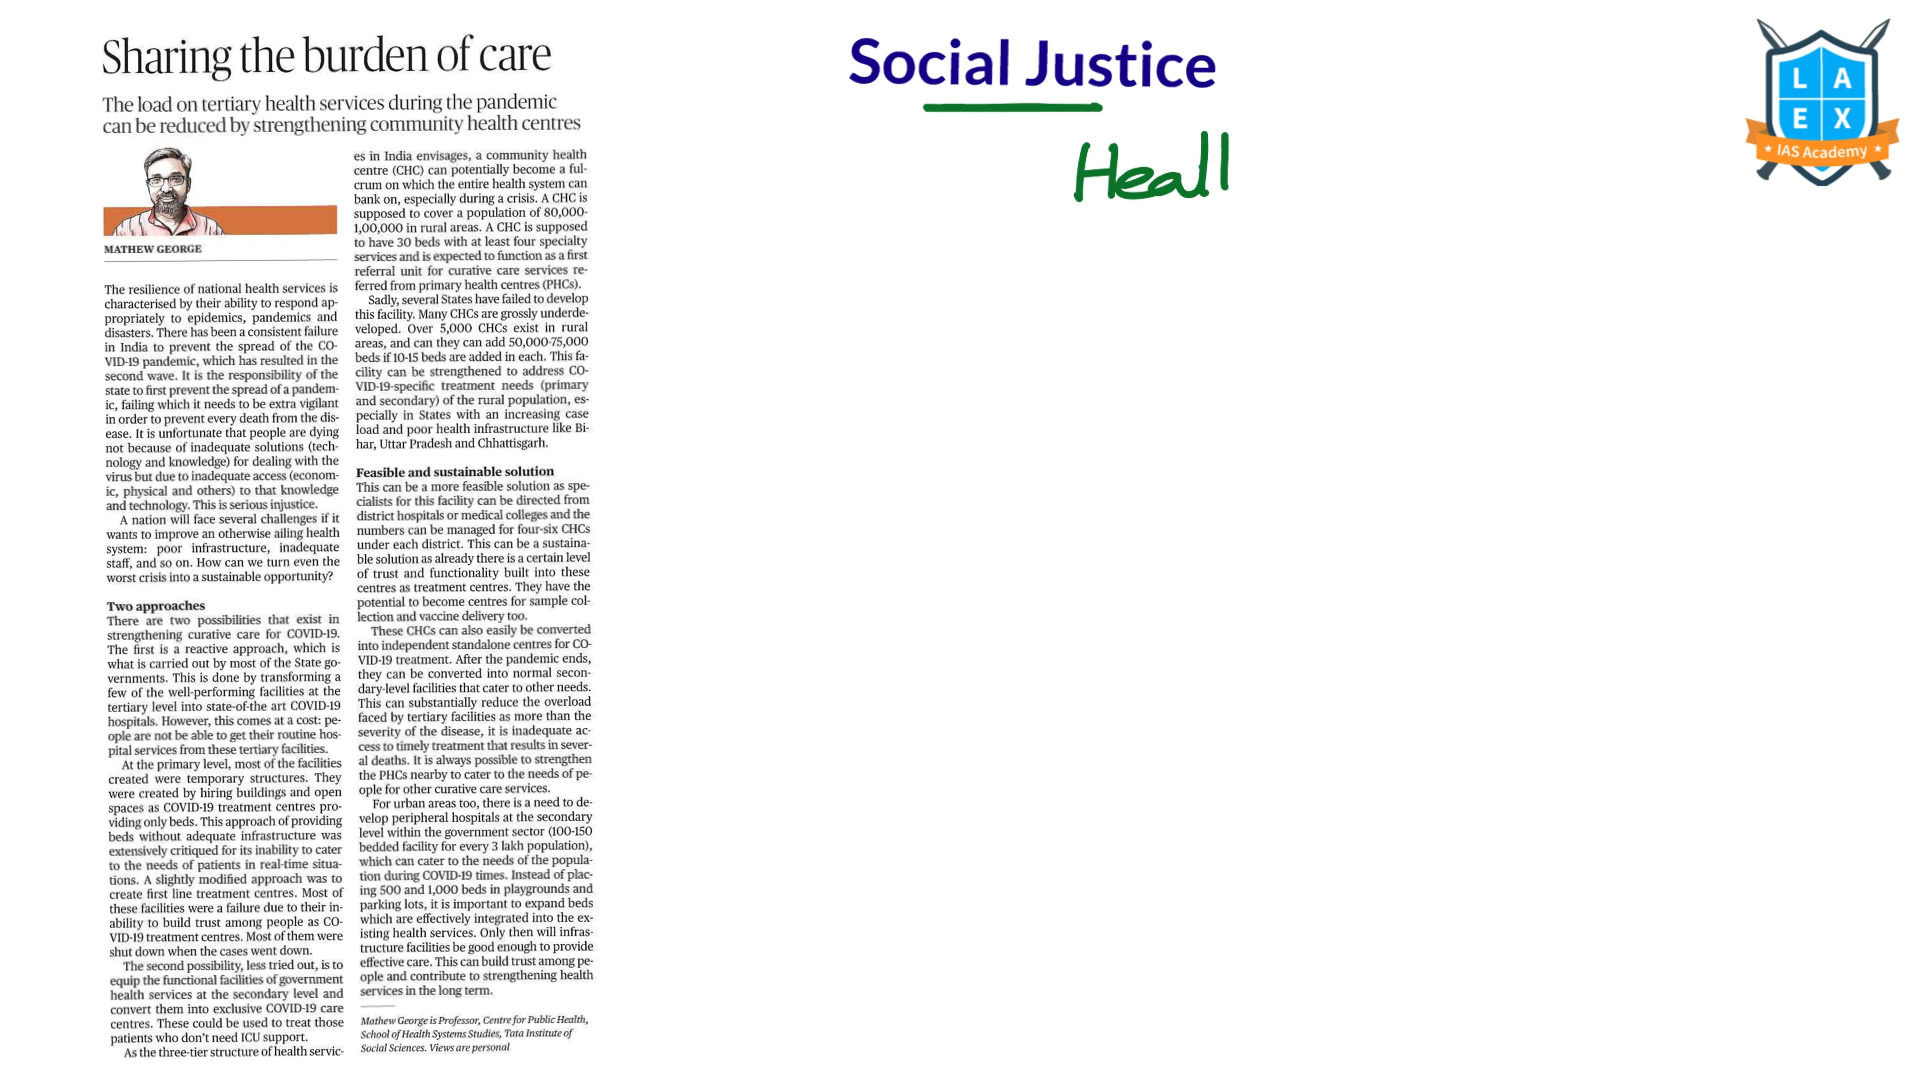 Sharing the burden of care
The load on tertiary health services during the pandemic
can be reduced by strengthening community health centres
MATHEW GEORGE
The resilience of national health services is
characterised by their ability to respond ap-
propriately to epidemics, pandemics and
disasters. There has been a consistent failure
in India to prevent the spread of the CO-
VID-19 pandemic, which has resulted in the
second wave. It is the responsibility of the
state to first prevent the spread of a pandem-
ic, failing which it needs to be extra vigilant
in order to prevent every death from the dis-
ease. It is unfortunate that people are dying
not because of inadequate solutions (tech-
nology and knowledge) for dealing with the
virus but due to inadequate access (econom-
ic, physical and others) to that knowledge
and technology. This is serious injustice.
A nation will face several challenges if it
wants to improve an otherwise ailing health
system: poor infrastructure, inadequate
staff, and so on. How can we turn even the
worst crisis into a sustainable opportunity?
Two approaches
There are two possibilities that exist in
strengthening curative care for COVID-19.
The first is a reactive approach, which is
what is carried out by most of the State go-
vernments. This is done by transforming a
few of the well-performing facilities at the
tertiary level into state-of-the art COVID-19
hospitals. However, this comes at a cost: pe-
ople are not be able to get their routine hos-
pital services from these tertiary facilities.
At the primary level, most of the facilities
created were temporary structures. They
were created by hiring buildings and open
spaces as COVID-19 treatment centres pro-
viding only beds. This approach of providing
beds without adequate infrastructure was
extensively critiqued for its inability to cater
to the needs of patients in real-time situa-
tions. A slightly modified approach was to
create first line treatment centres. Most of
these facilities were a failure due to their in-
ability to build trust among people as CO-
VID-19 treatment centres. Most of them were
shut down when the cases went down.
The second possibility, less tried out, is to
equip the functional facilities of government
health services at the secondary level and
convert them into exclusive COVID-19 care
centres. These could be used to treat those
patients who don't need ICU support.
As the three-tier structure of health servic-
es in India envisages, a community health
centre (CHC) can potentially become a ful-
crum on which the entire health system can
bank on, especially during a crisis. A CHC is
supposed to cover a population of 80,000-
1,00,000 in rural areas. A CHC is supposed
to have 30 beds with at least four specialty
services and is expected to function as a first
referral unit for curative care services re-
ferred from primary health centres (PHCs).
Sadly, several States have failed to develop
this facility. Many CHCs are grossly underde-
veloped. Over 5,000 CHCs exist in rural
areas, and can they can add 50,000-75,000
beds if 10-15 beds are added in each. This fa-
cility can be strengthened to address CO-
VID-19-specific treatment needs (primary
and secondary) of the rural population, es-
pecially in States with an increasing case
load and poor health infrastructure like Bi-
har, Uttar Pradesh and Chhattisgarh.
Feasible and sustainable solution
This can be a more feasible solution as spe-
cialists for this facility can be directed from
district hospitals or medical colleges and the
numbers can be managed for four-six CHCs
under each district. This can be a sustaina-
ble solution as already there is a certain level
of trust and functionality built into these
centres as treatment centres. They have the
potential to become centres for sample col-
lection and vaccine delivery too.
These CHCs can also easily be converted
into independent standalone centres for CO-
VID-19 treatment. After the pandemic ends,
they can be converted into normal secon-
dary-level facilities that cater to other needs.
This can substantially reduce the overload
faced by tertiary facilities as more than the
severity of the disease, it is inadequate ac-
cess to timely treatment that results in sever-
al deaths. It is always possible to strengthen
the PHCs nearby to cater to the needs of pe-
ople for other curative care services.
For urban areas too, there is a need to de-
velop peripheral hospitals at the secondary
level within the government sector (100-150
bedded facility for every 3 lakh population),
which can cater to the needs of the popula-
tion during COVID-19 times. Instead of plac-
ing 500 and 1,000 beds in playgrounds and
parking lots, it is important to expand beds
which are effectively integrated into the ex-
isting health services. Only then will infras-
tructure facilities be good enough to provide
effective care. This can build trust among pe-
ople and contribute to strengthening health
services in the long term.
Mathew George is Professor, Centre for Public Health,
School of Health Systems Studies, Tata Institute of
Social Sciences. Views are personal
Social Justice
Heall
L A
E X
IAS Academy